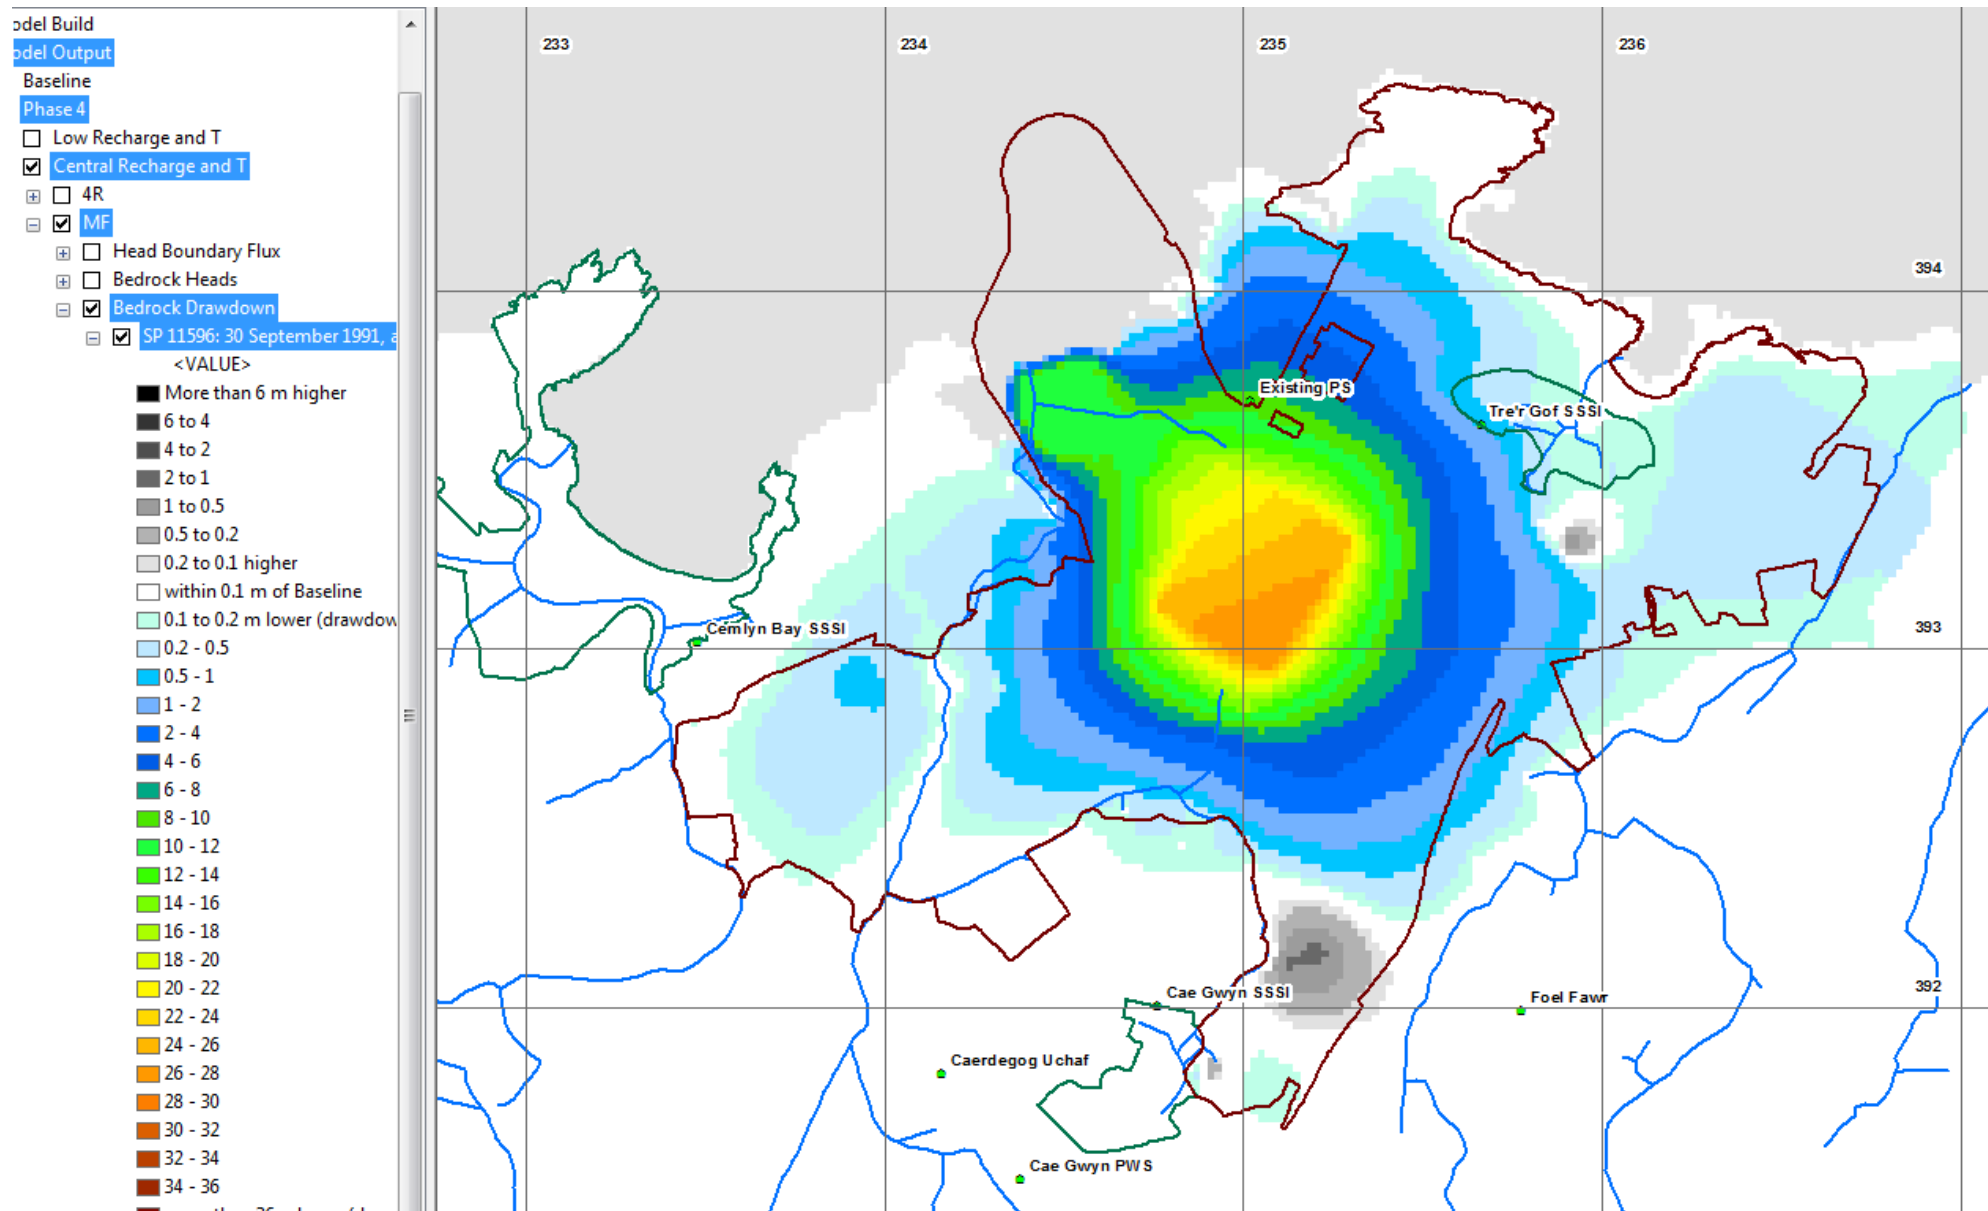 odel Build
odel Output
Baseline
Phase 4
Low Recharge and T
Central Recharge and T
4R
MF
Head Boundary Flux
Bedrock Heads
Bedrock Drawdown
SP 11596: 30 September 1991, a
<VALUE>
More than 6 m higher
6 to 4
4 to 2
2 to 1
1 to 0.5
0.5 to 0.2
0.2 to 0.1 higher
within 0.1 m of Baseline
0.1 to 0.2 m lower (drawdow
0.2 - 0.5
0.5 - 1
1 - 2
2 - 4
4 - 6
6 - 8
8 - 10
10 - 12
12 - 14
14 - 16
16 - 18
18 - 20
20 - 22
22 - 24
24 - 26
26 - 28
28 - 30
30 - 32
32 - 34
34 - 36
233
234
235
236
394
Existing PS
Tre'r Gof SSSI
393
Cemlyn Bay SSSI
392
Cae Gwyn SSSI
Foel Fawr
Caerdegog Uchaf
Cae Gwyn PWS